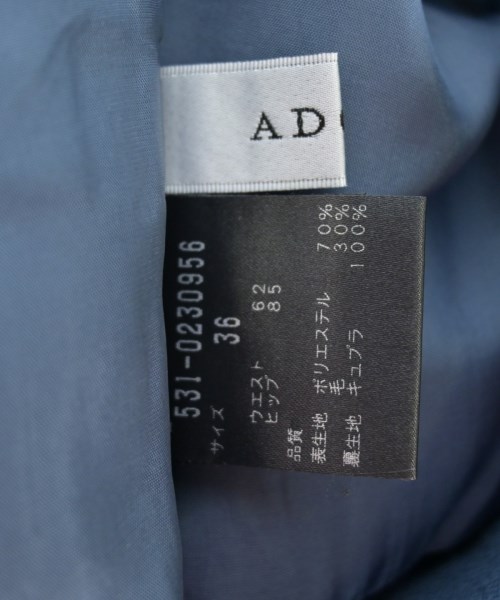 AD
531-0230956
サイズ 36
ウエスト 62
ヒップ 85
品質
表生地 ポリエステル 70%
毛 30%
裏生地 キュプラ 100%